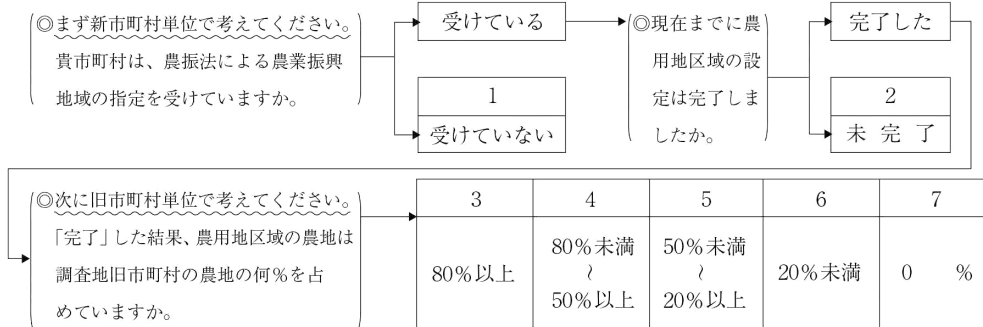 ◎まず新市町村単位で考えてください。
貴市町村は、農振法による農業振興
地域の指定を受けていますか。
受けている
1
受けていない
◎現在までに農
用地区域の設
定は完了しま
したか。
完了した
2
未完了
◎次に旧市町村単位で考えてください。
「完了」した結果、農用地区域の農地は
調査地旧市町村の農地の何%を占
めていますか。
3
80%以上
4
80%未満
~
50%以上
5
50%未満
~
20%以上
6
20%未満
7
0 %